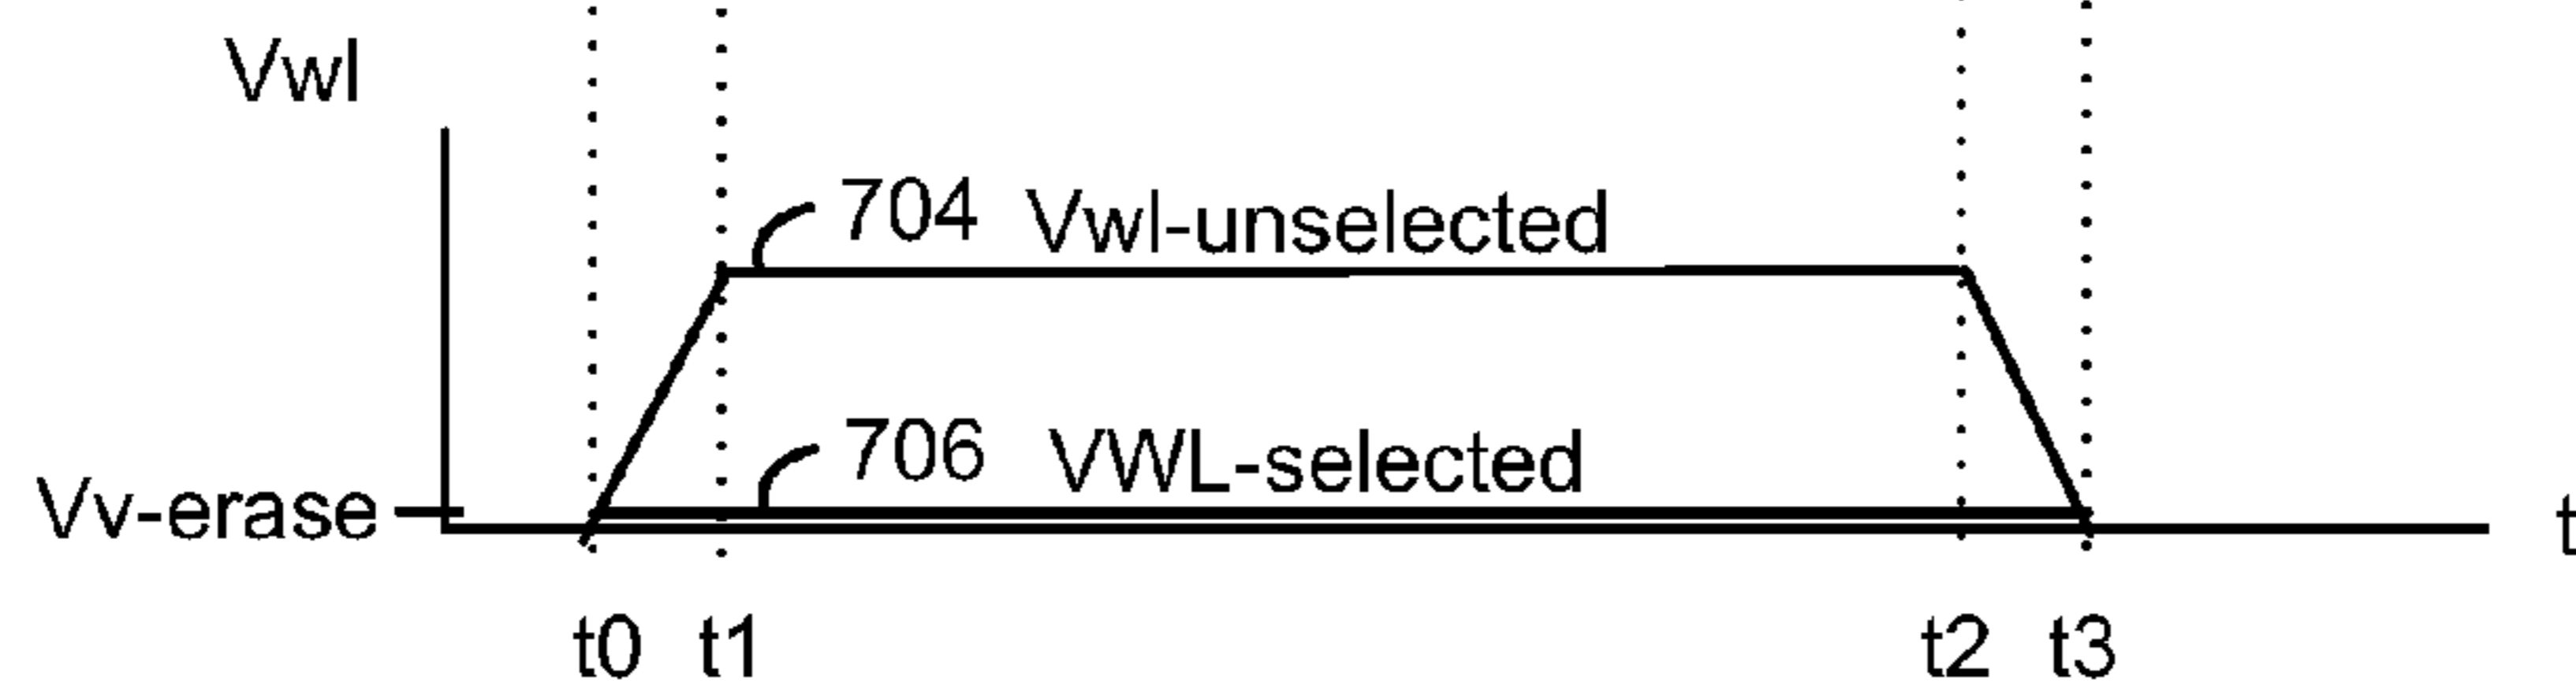 Vwl
704 Vwl-unselected
706 VWL-selected
Vv-erase
t
t0 t1 t2 t3